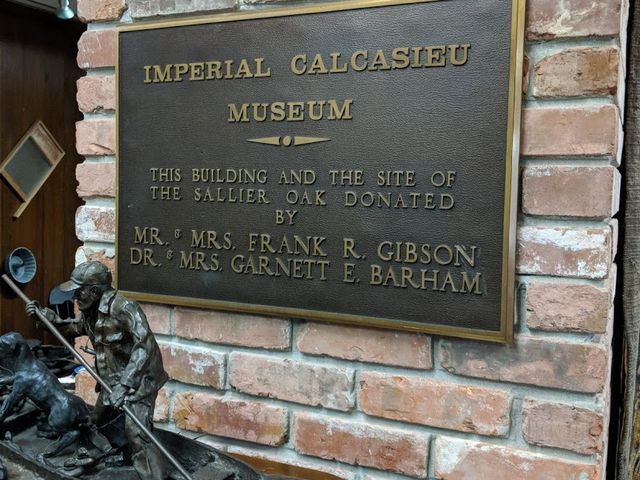 IMPERIAL CALCASIEU
MUSEUM
THIS BUILDING AND THE SITE OF
THE SALLIER OAK DONATED
BY
MR. & MRS. FRANK R. GIBSON
DR. & MRS. GARNETT E. BARHAM